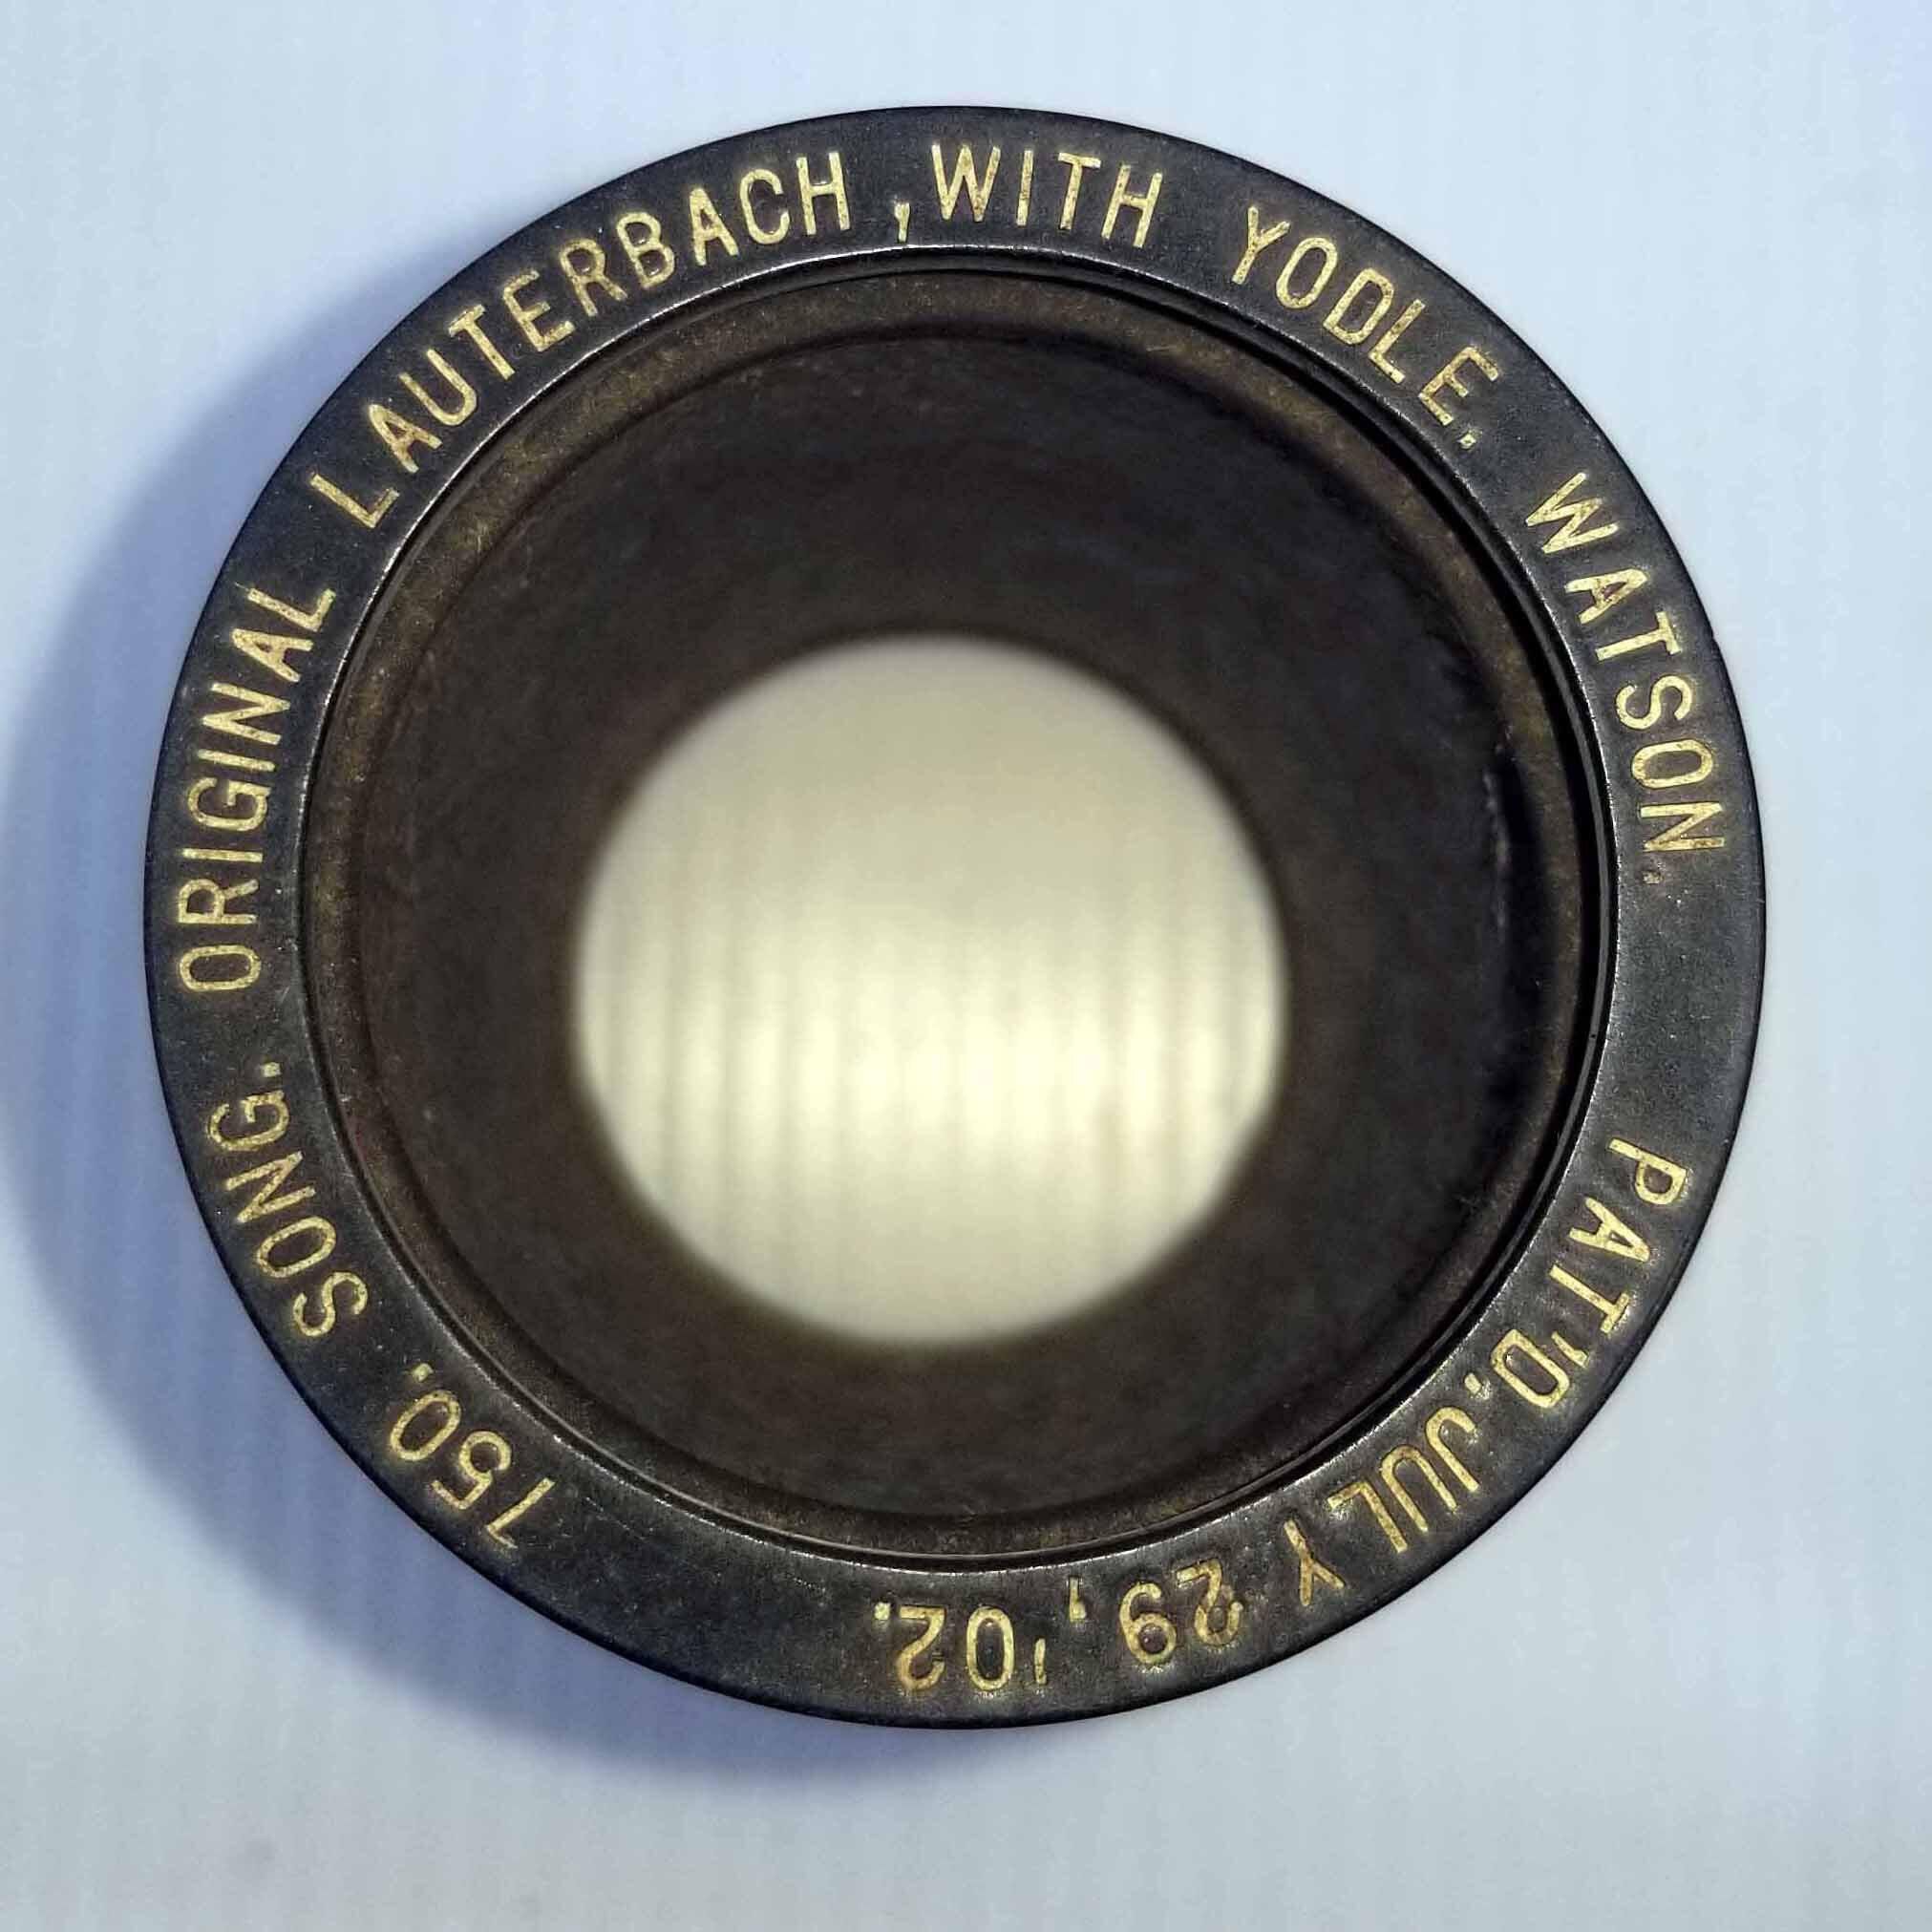 750. SONG. ORIGINAL LAUTERBACH, WITH YODLE. WATSON. PAT'D. JULY 29, '02.